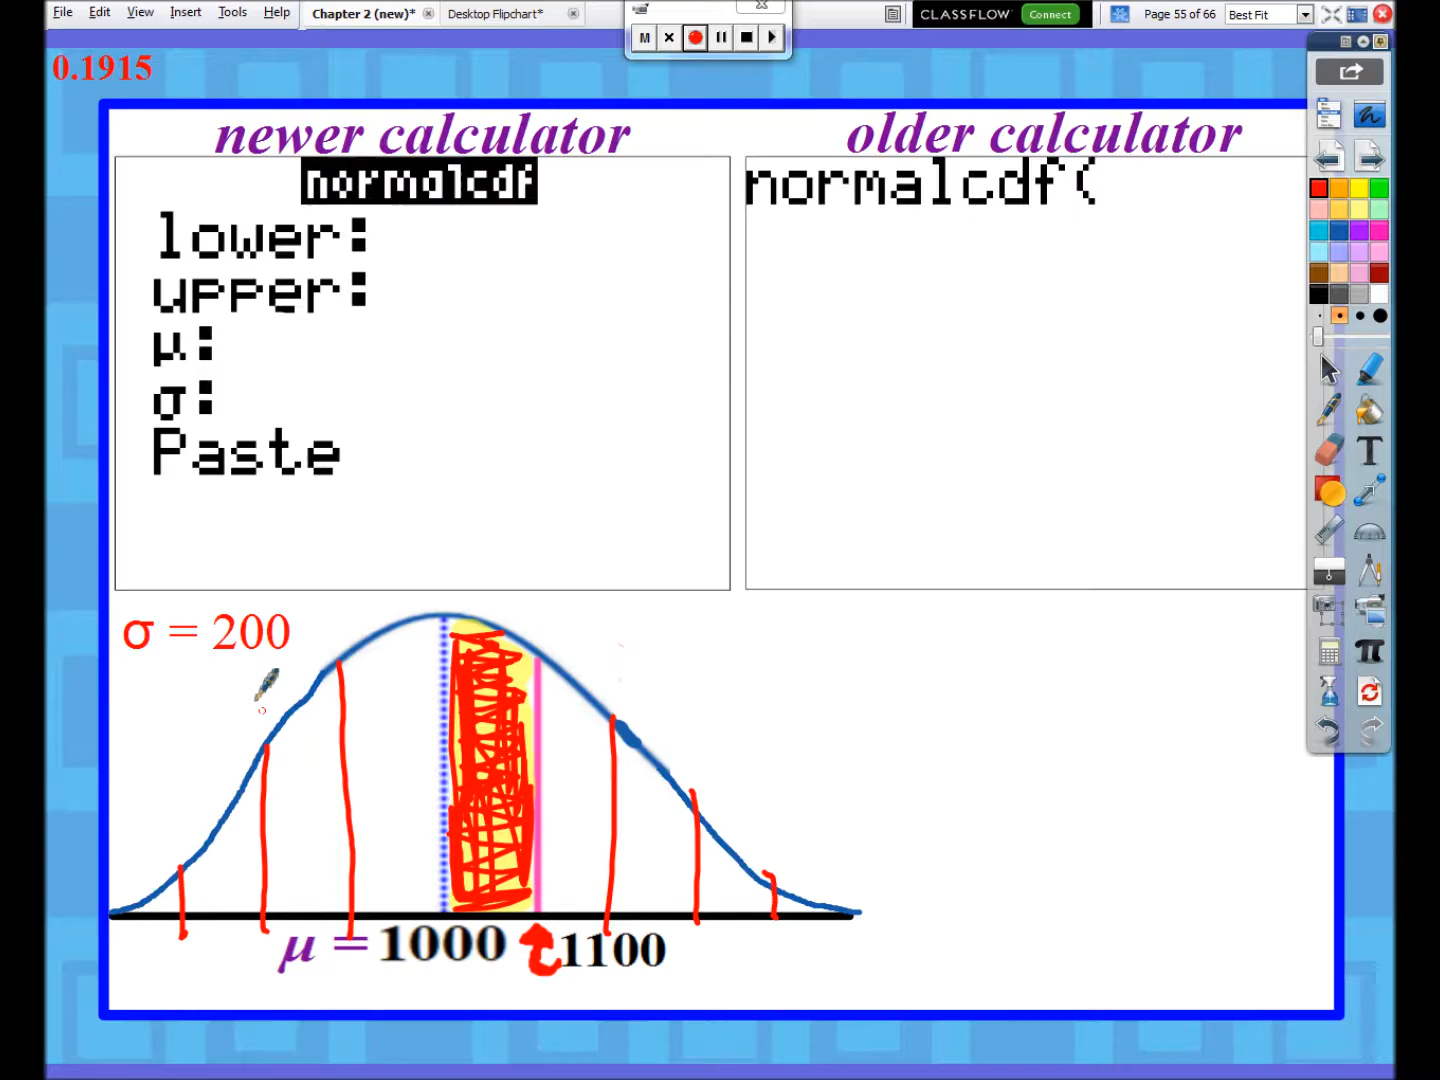 File Edit View Insert Tools Help
Chapter 2 (new)*
Desktop Flipchart*
M
CLASSFLOW
Connect
Page 55 of 66
Best Fit
0.1915
newer calculator
older calculator
normalcdf
lower:
upper:
μ:
σ:
Paste
normalcdf(
σ = 200
μ = 1000
1100
T
π